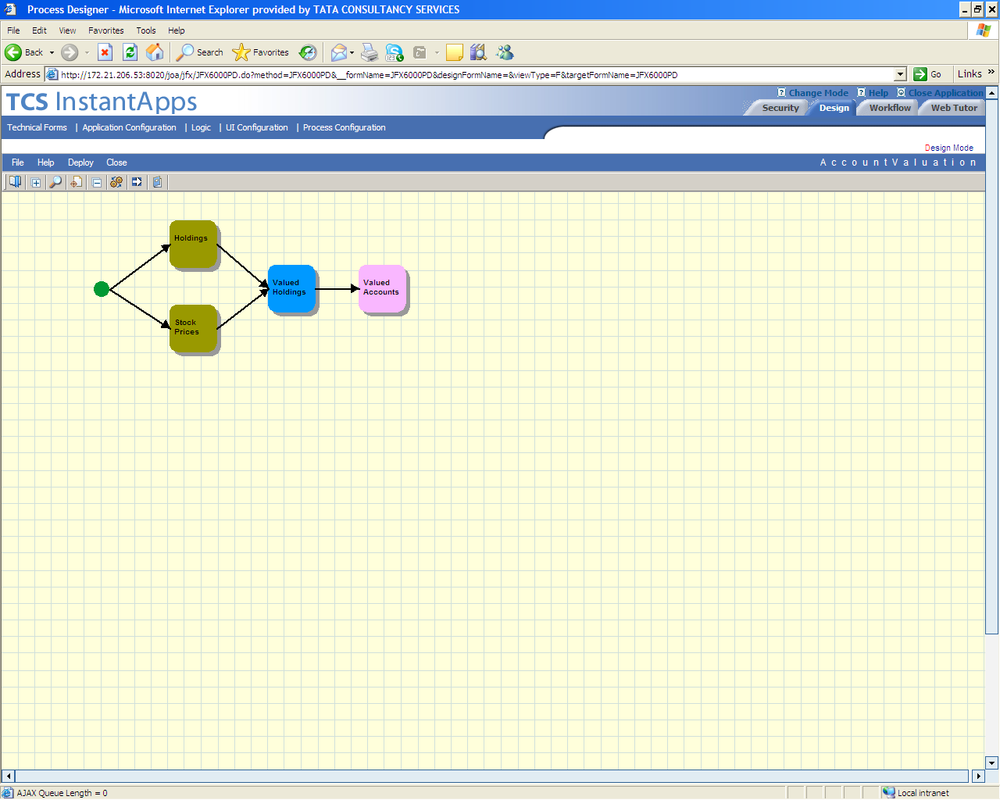 Process Designer - Microsoft Internet Explorer provided by TATA CONSULTANCY SERVICES
File Edit View Favorites Tools Help
Back Search Favorites
Address http://172.21.206.53:8020/joa/jfx/JFX6000PD.do?method=JFX6000PD&__formName=JFX6000PD&designFormName=&viewType=F&targetFormName=JFX6000PD Go Links »
TCS InstantApps
? Change Mode ? Help Close Application
Security Design Workflow Web Tutor
Technical Forms | Application Configuration | Logic | UI Configuration | Process Configuration
Design Mode
File Help Deploy Close AccountValuation
Holdings
Valued
Holdings
Valued
Accounts
Stock
Prices
AJAX Queue Length = 0 Local intranet